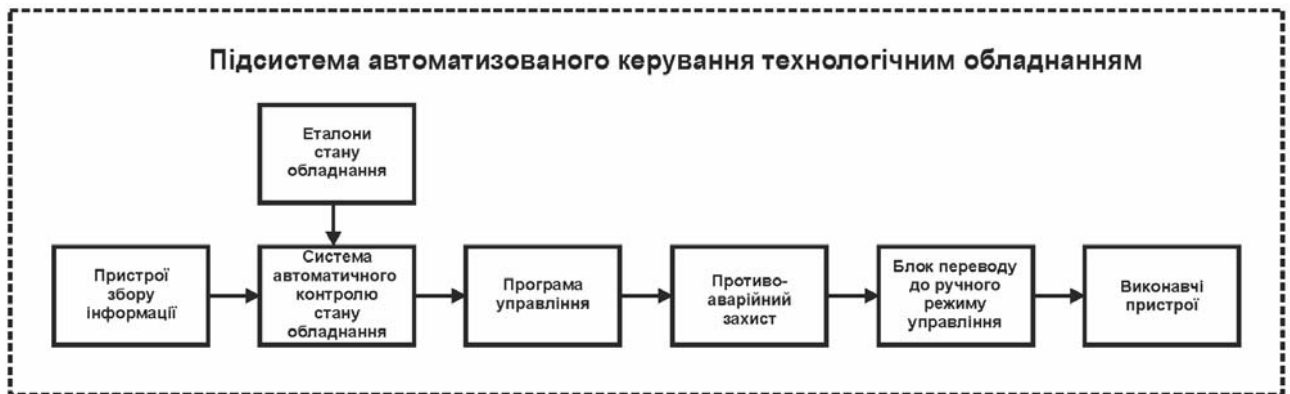 Підсистема автоматизованого керування технологічним обладнанням
Еталони
стану
обладнання
Пристрої
збору
інформації
Система
автоматичного
контролю
стану
обладнання
Програма
управління
Противо-
аварійний
захист
Блок переводу
до ручного
режиму
управління
Виконавчі
пристрої